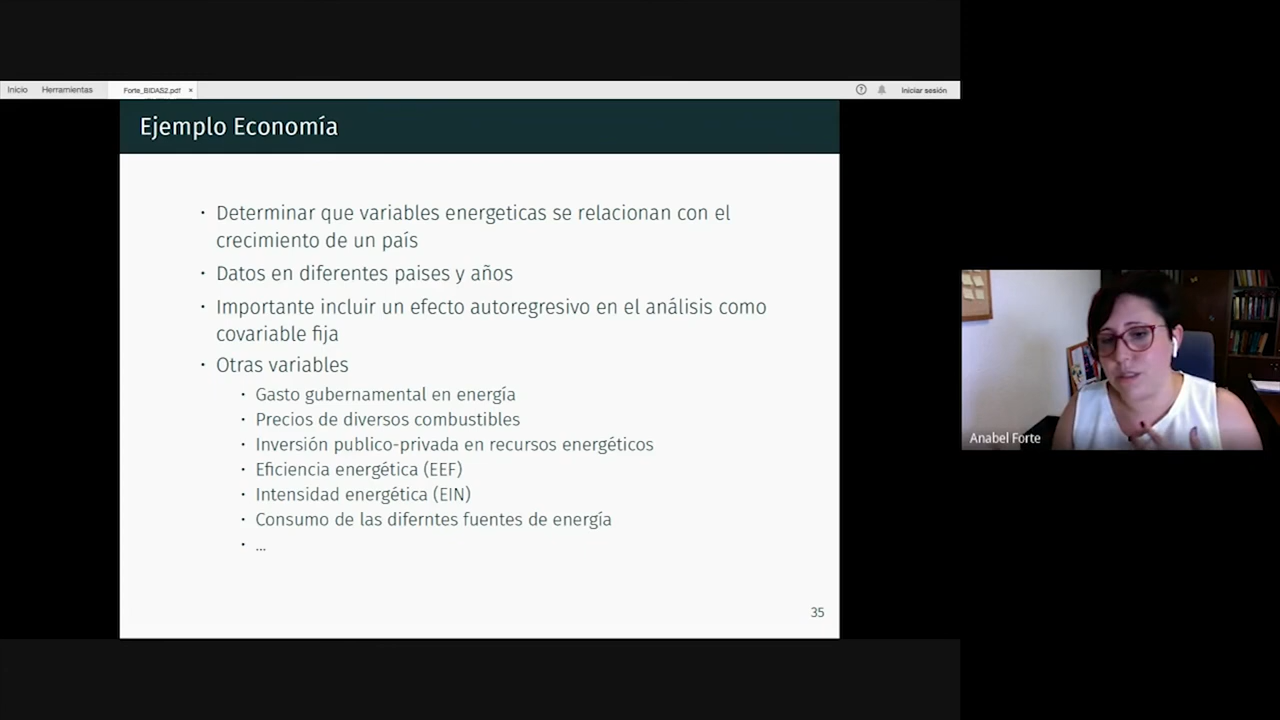 Inicio Herramientas Forte_BIDAS2.pdf × Iniciar sesión
Ejemplo Economía
· Determinar que variables energeticas se relacionan con el
crecimiento de un país
· Datos en diferentes paises y años
· Importante incluir un efecto autoregresivo en el análisis como
covariable fija
· Otras variables
· Gasto gubernamental en energía
· Precios de diversos combustibles
· Inversión publico-privada en recursos energéticos
· Eficiencia energética (EEF)
· Intensidad energética (EIN)
· Consumo de las diferntes fuentes de energía
· ...
35
Anabel Forte